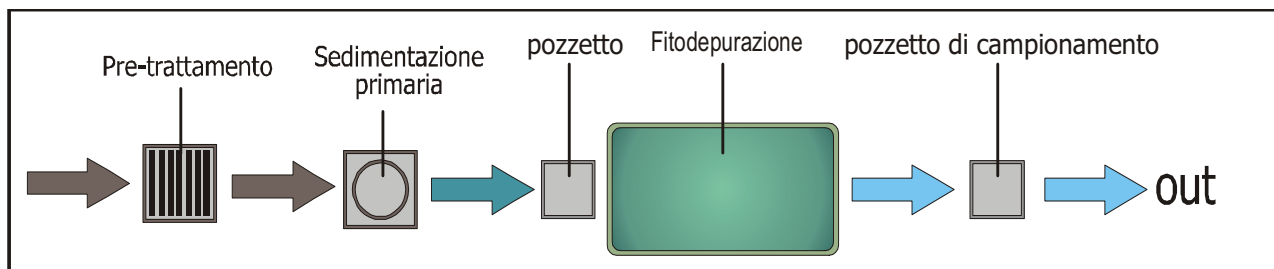 Pre-trattamento
Sedimentazione
primaria
pozzetto
Fitodepurazione
pozzetto di campionamento
out